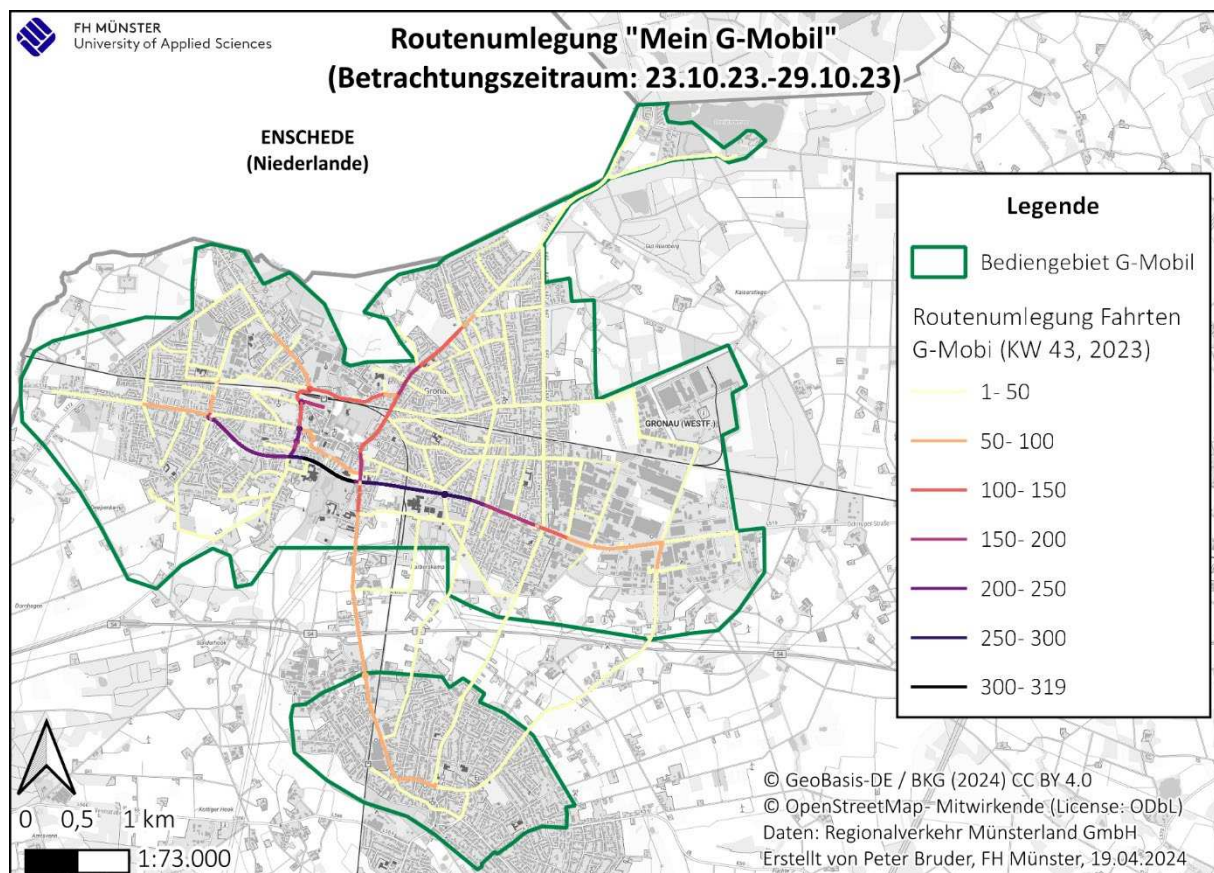 FH MÜNSTER
University of Applied Sciences
Routenumlegung "Mein G-Mobil"
(Betrachtungszeitraum: 23.10.23.-29.10.23)
ENSCHEDE
(Niederlande)
Legende
Bediengebiet G-Mobil
Routenumlegung Fahrten
G-Mobi (KW 43, 2023)
1- 50
50- 100
100- 150
150- 200
200- 250
250- 300
300- 319
GRONAU (WESTF.)
0 0,5 1 km
1:73.000
© GeoBasis-DE / BKG (2024) CC BY 4.0
© OpenStreetMap- Mitwirkende (License: ODbL)
Daten: Regionalverkehr Münsterland GmbH
Erstellt von Peter Bruder, FH Münster, 19.04.2024